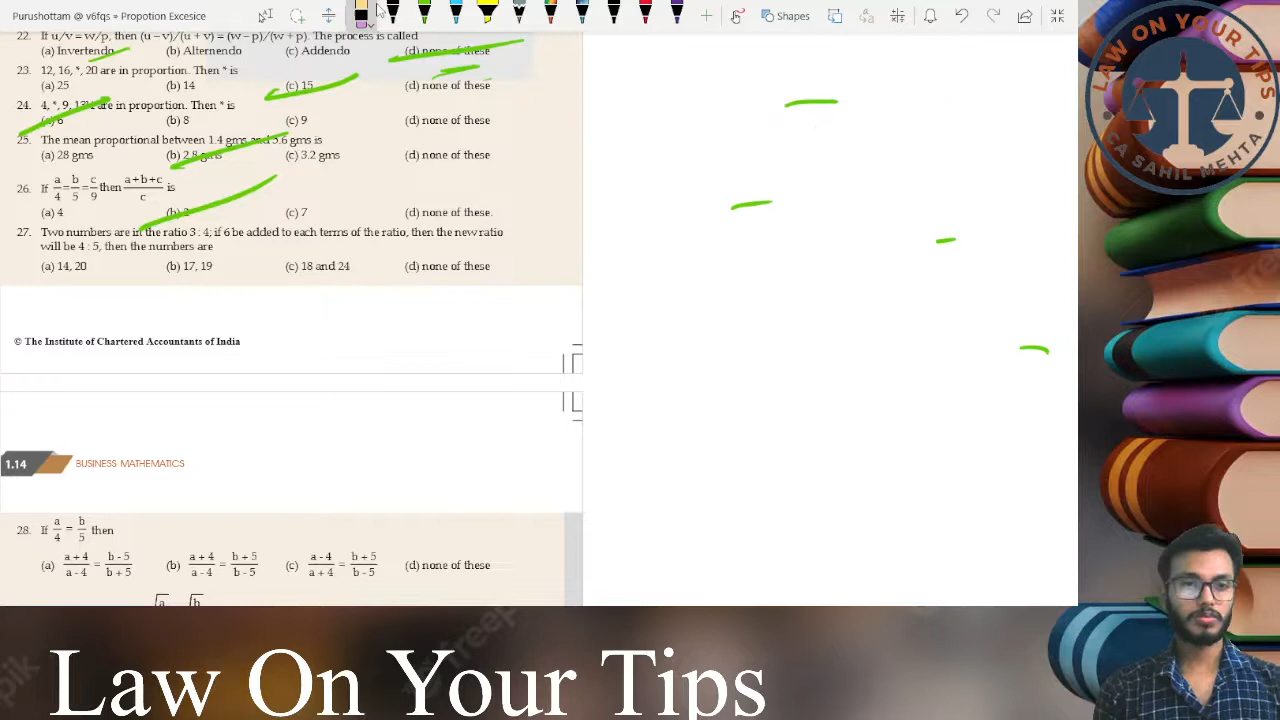 Purushottam @ v6fqs » Propotion Excesice
Shapes
22. If u/v = w/p, then (u – v)/(u + v) = (w – p)/(w + p). The process is called
(a) Invertendo (b) Alternendo (c) Addendo (d) none of these
23. 12, 16, *, 20 are in proportion. Then * is
(a) 25 (b) 14 (c) 15 (d) none of these
24. 4, *, 9, 13½ are in proportion. Then * is
(a) 6 (b) 8 (c) 9 (d) none of these
25. The mean proportional between 1.4 gms and 5.6 gms is
(a) 28 gms (b) 2.8 gms (c) 3.2 gms (d) none of these
26. If a/4 = b/5 = c/9 then a+b+c/c is
(a) 4 (b) 2 (c) 7 (d) none of these.
27. Two numbers are in the ratio 3 : 4; if 6 be added to each terms of the ratio, then the new ratio
will be 4 : 5, then the numbers are
(a) 14, 20 (b) 17, 19 (c) 18 and 24 (d) none of these
© The Institute of Chartered Accountants of India
1.14 BUSINESS MATHEMATICS
28. If a/4 = b/5 then
(a) a + 4/a - 4 = b - 5/b + 5 (b) a + 4/a - 4 = b + 5/b - 5 (c) a - 4/a + 4 = b + 5/b - 5 (d) none of these
LAW ON YOUR TIPS
CA SAHIL MEHTA
Law On Your Tips